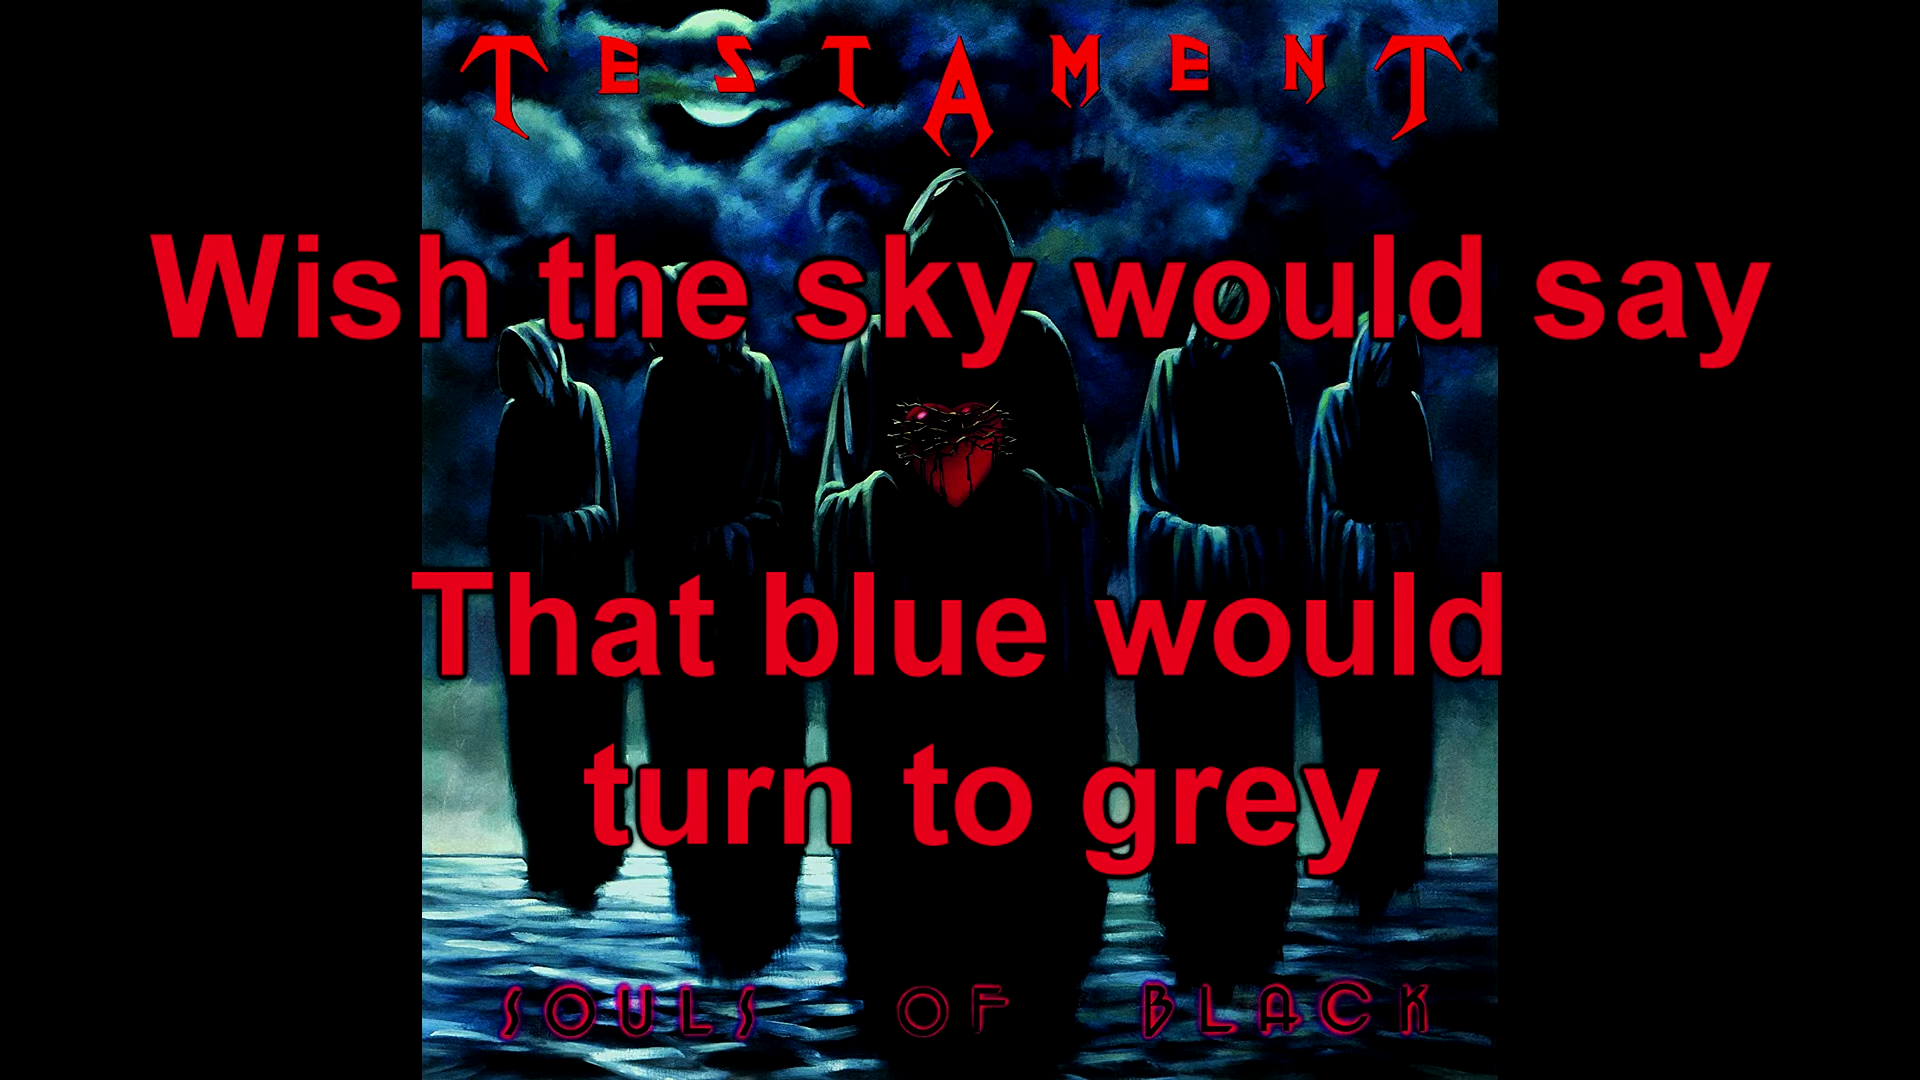 TESTAMENT
Wish the sky would say
That blue would
turn to grey
SOULS OF BLACK